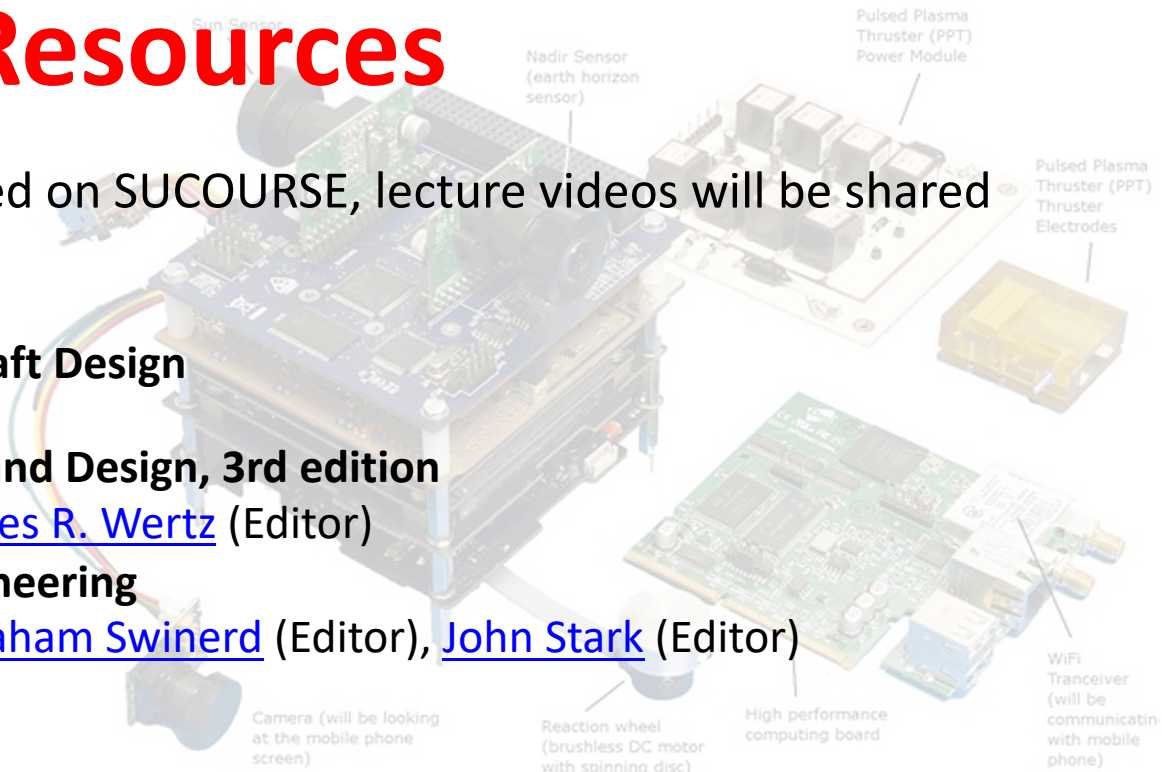 Resources
ed on SUCOURSE, lecture videos will be shared
aft Design
and Design, 3rd edition
es R. Wertz (Editor)
neering
aham Swinerd (Editor), John Stark (Editor)
Sun Sensor
Nadir Sensor
(earth horizon
sensor)
Pulsed Plasma
Thruster (PPT)
Power Module
Pulsed Plasma
Thruster (PPT)
Thruster
Electrodes
Camera (will be looking
at the mobile phone
screen)
Reaction wheel
(brushless DC motor
with spinning disc)
High performance
computing board
WiFi
Tranceiver
(will be
communicatin
with mobile
phone)